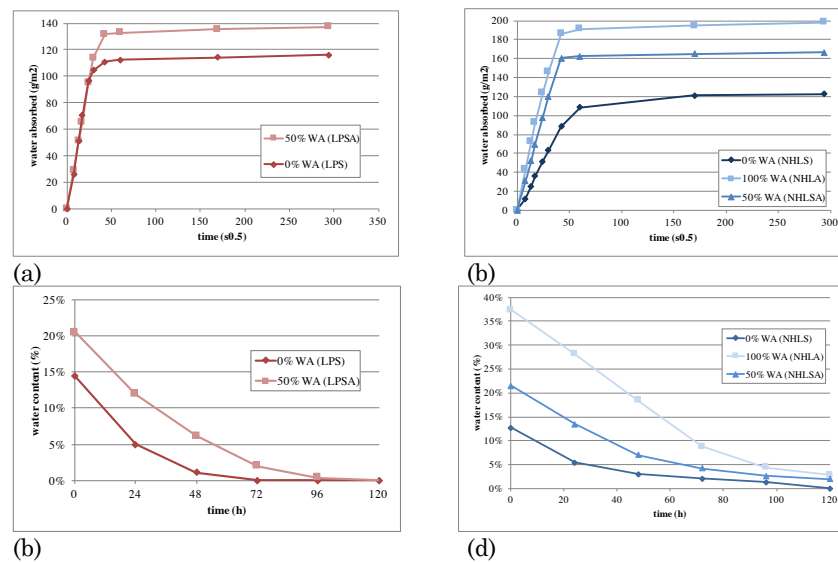 140
120
100
80
60
40
20
0
water absorbed (g/m2)
50% WA (LPSA)
0% WA (LPS)
0 50 100 150 200 250 300 350
time (s0.5)
(a)
200
180
160
140
120
100
80
60
40
20
0
water absorbed (g/m2)
0% WA (NHLS)
100% WA (NHLA)
50% WA (NHLSA)
0 50 100 150 200 250 300
time (s0.5)
(b)
25%
20%
15%
10%
5%
0%
water content (%)
0% WA (LPS)
50% WA (LPSA)
0 24 48 72 96 120
time (h)
(b)
40%
35%
30%
25%
20%
15%
10%
5%
0%
water content (%)
0% WA (NHLS)
100% WA (NHLA)
50% WA (NHLSA)
0 20 40 60 80 100 120
time (h)
(d)